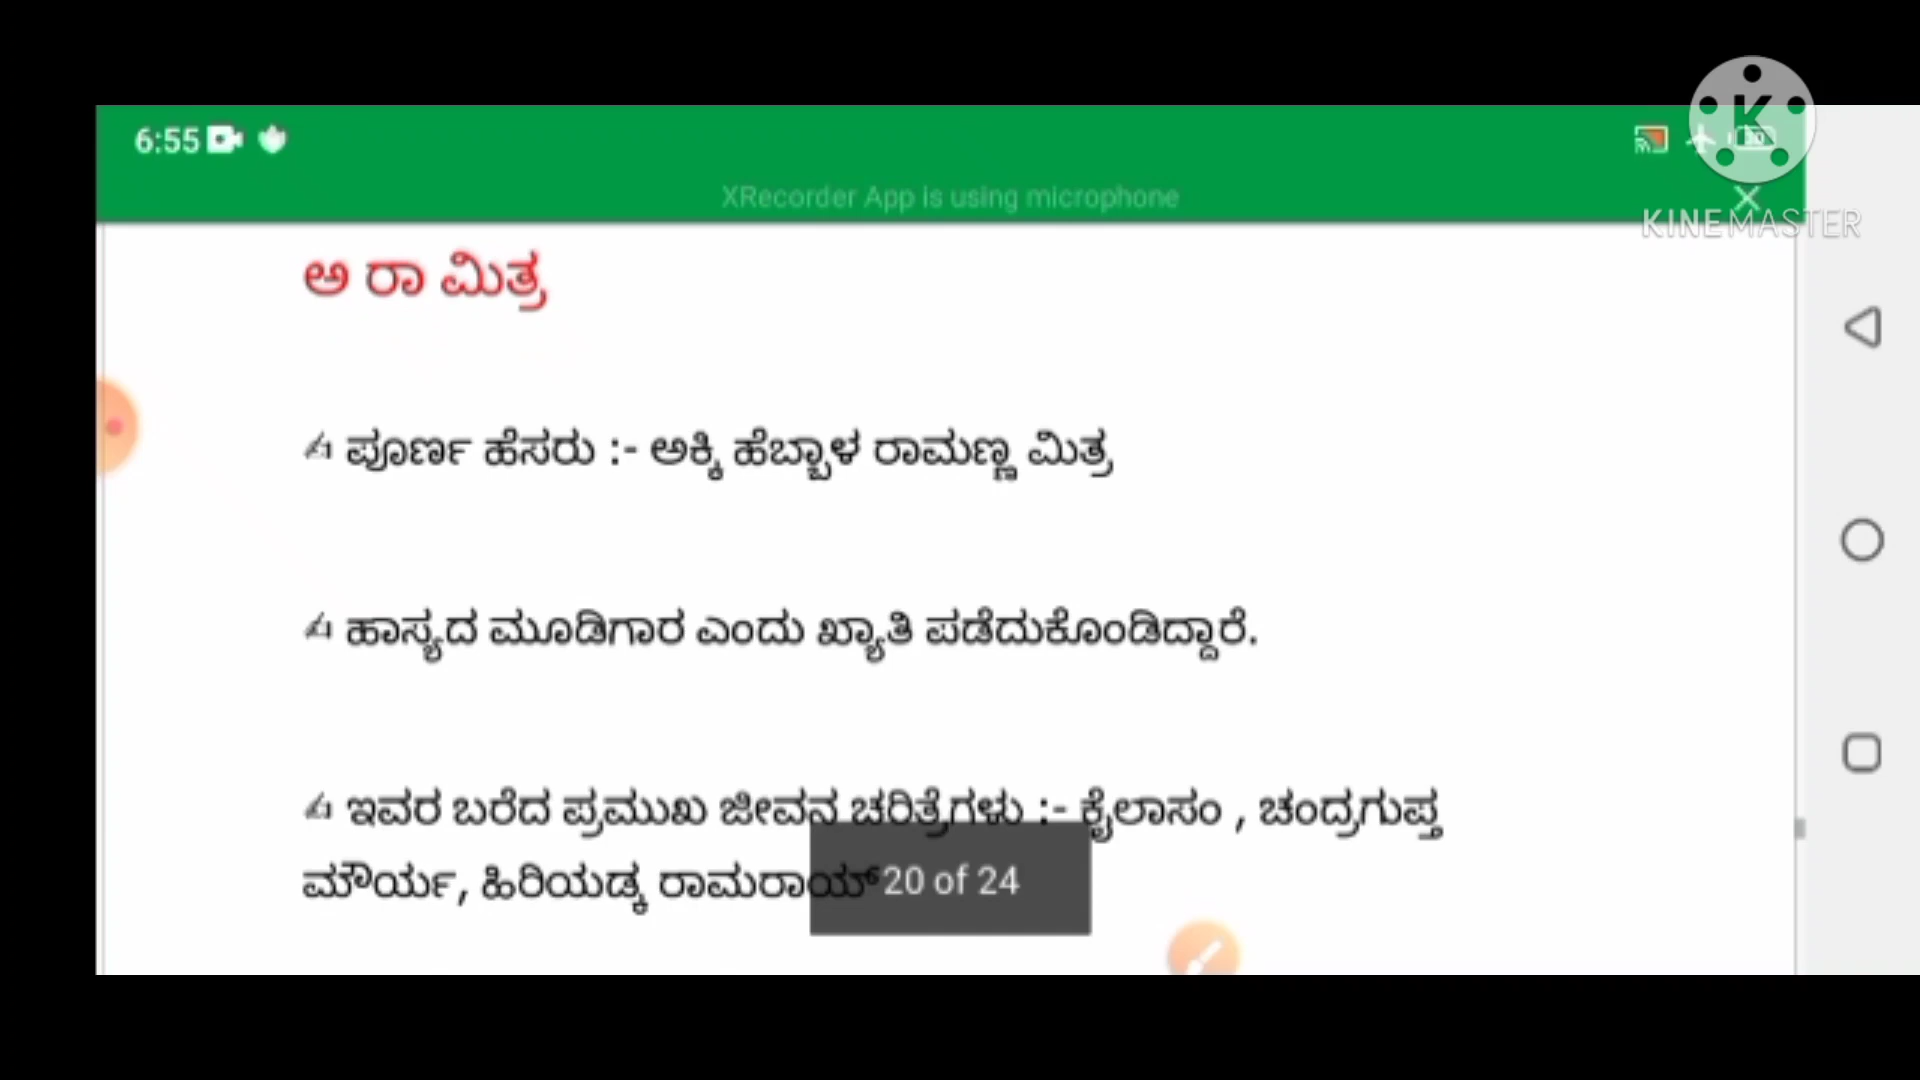 6:55
XRecorder App is using microphone
KINEMASTER
ಅ ರಾ ಮಿತ್ರ
ಪೂರ್ಣ ಹೆಸರು :- ಅಕ್ಕಿ ಹೆಬ್ಬಾಳ ರಾಮಣ್ಣ ಮಿತ್ರ
ಹಾಸ್ಯದ ಮೂಡಿಗಾರ ಎಂದು ಖ್ಯಾತಿ ಪಡೆದುಕೊಂಡಿದ್ದಾರೆ.
ಇವರ ಬರೆದ ಪ್ರಮುಖ ಜೀವನ ಚರಿತ್ರೆಗಳು :- ಕೈಲಾಸಂ , ಚಂದ್ರಗುಪ್ತ
ಮೌರ್ಯ, ಹಿರಿಯಡ್ಕ ರಾಮರಾಯ್
20 of 24